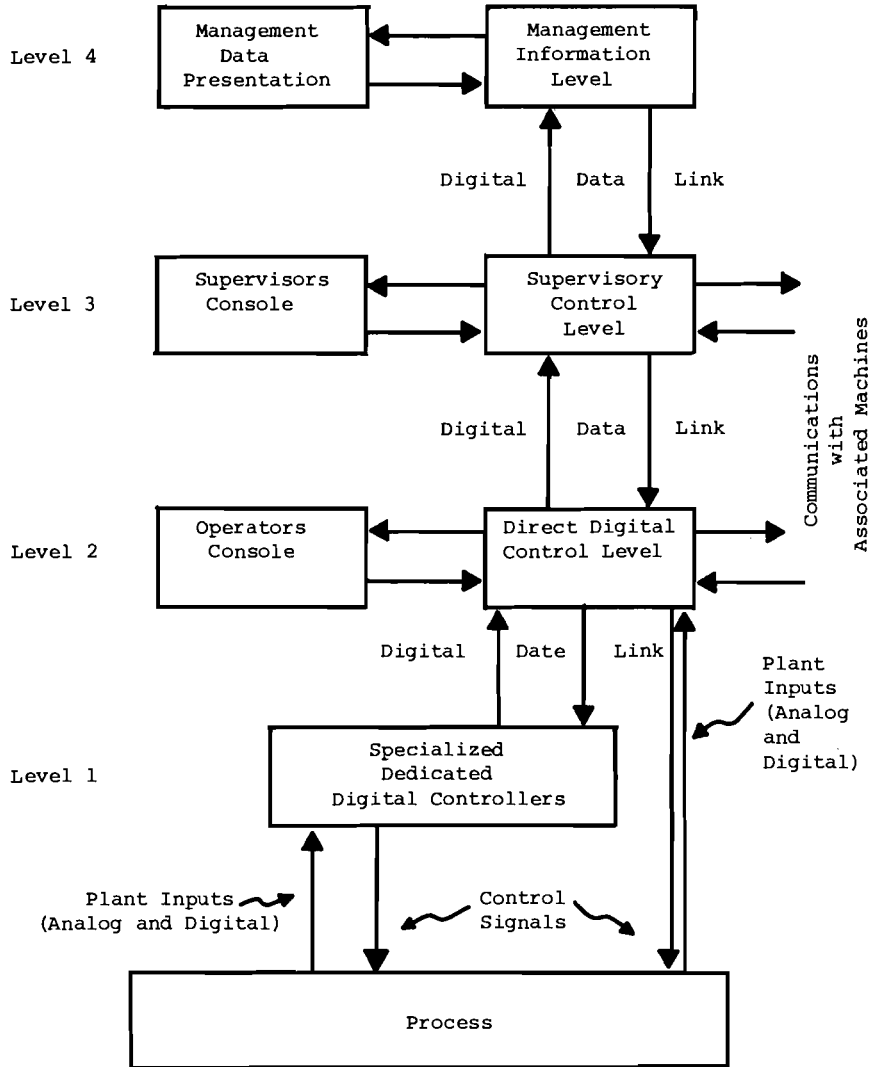 Level 4
Management
Data
Presentation
Management
Information
Level
Digital Data Link
Level 3
Supervisors
Console
Supervisory
Control
Level
Digital Data Link
Communications
with
Associated Machines
Level 2
Operators
Console
Direct Digital
Control Level
Digital Date Link
Plant
Inputs
(Analog
and
Digital)
Level 1
Specialized
Dedicated
Digital Controllers
Plant Inputs
(Analog and Digital)
Control
Signals
Process